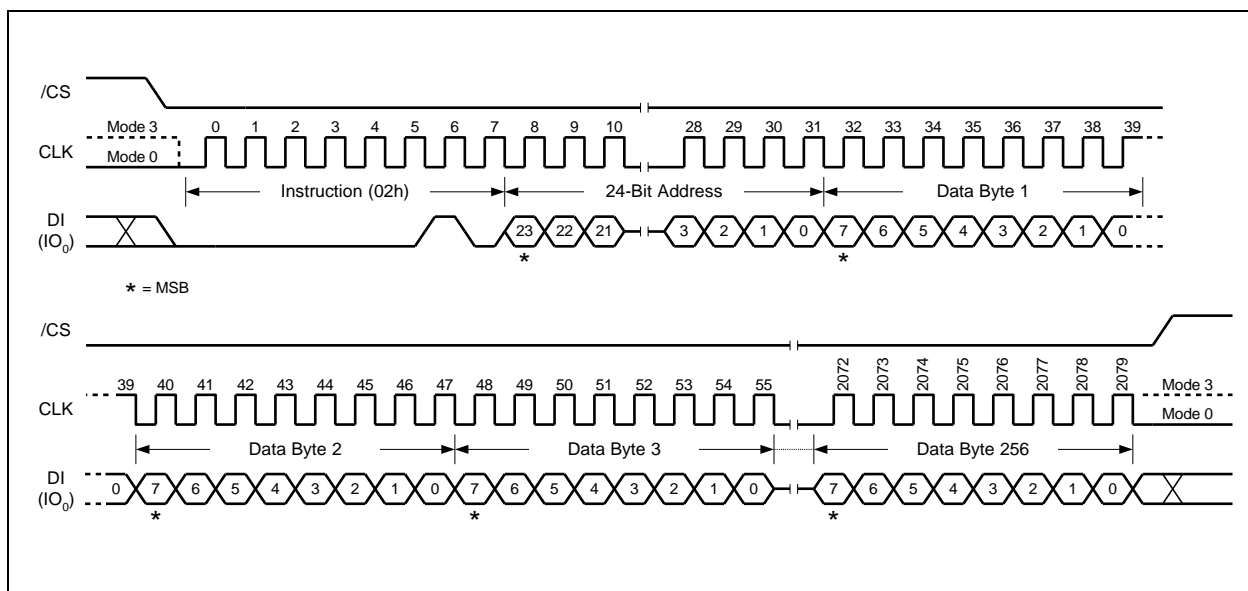 /CS
Mode 3 0 1 2 3 4 5 6 7 8 9 10 28 29 30 31 32 33 34 35 36 37 38 39
CLK Mode 0
Instruction (02h) 24-Bit Address Data Byte 1
DI
(IO0) 23 22 21 3 2 1 0 7 6 5 4 3 2 1 0
* *
* = MSB
/CS
39 40 41 42 43 44 45 46 47 48 49 50 51 52 53 54 55 2072 2073 2074 2075 2076 2077 2078 2079 Mode 3
CLK Mode 0
Data Byte 2 Data Byte 3 Data Byte 256
DI
(IO0) 0 7 6 5 4 3 2 1 0 7 6 5 4 3 2 1 0 7 6 5 4 3 2 1 0
* * *